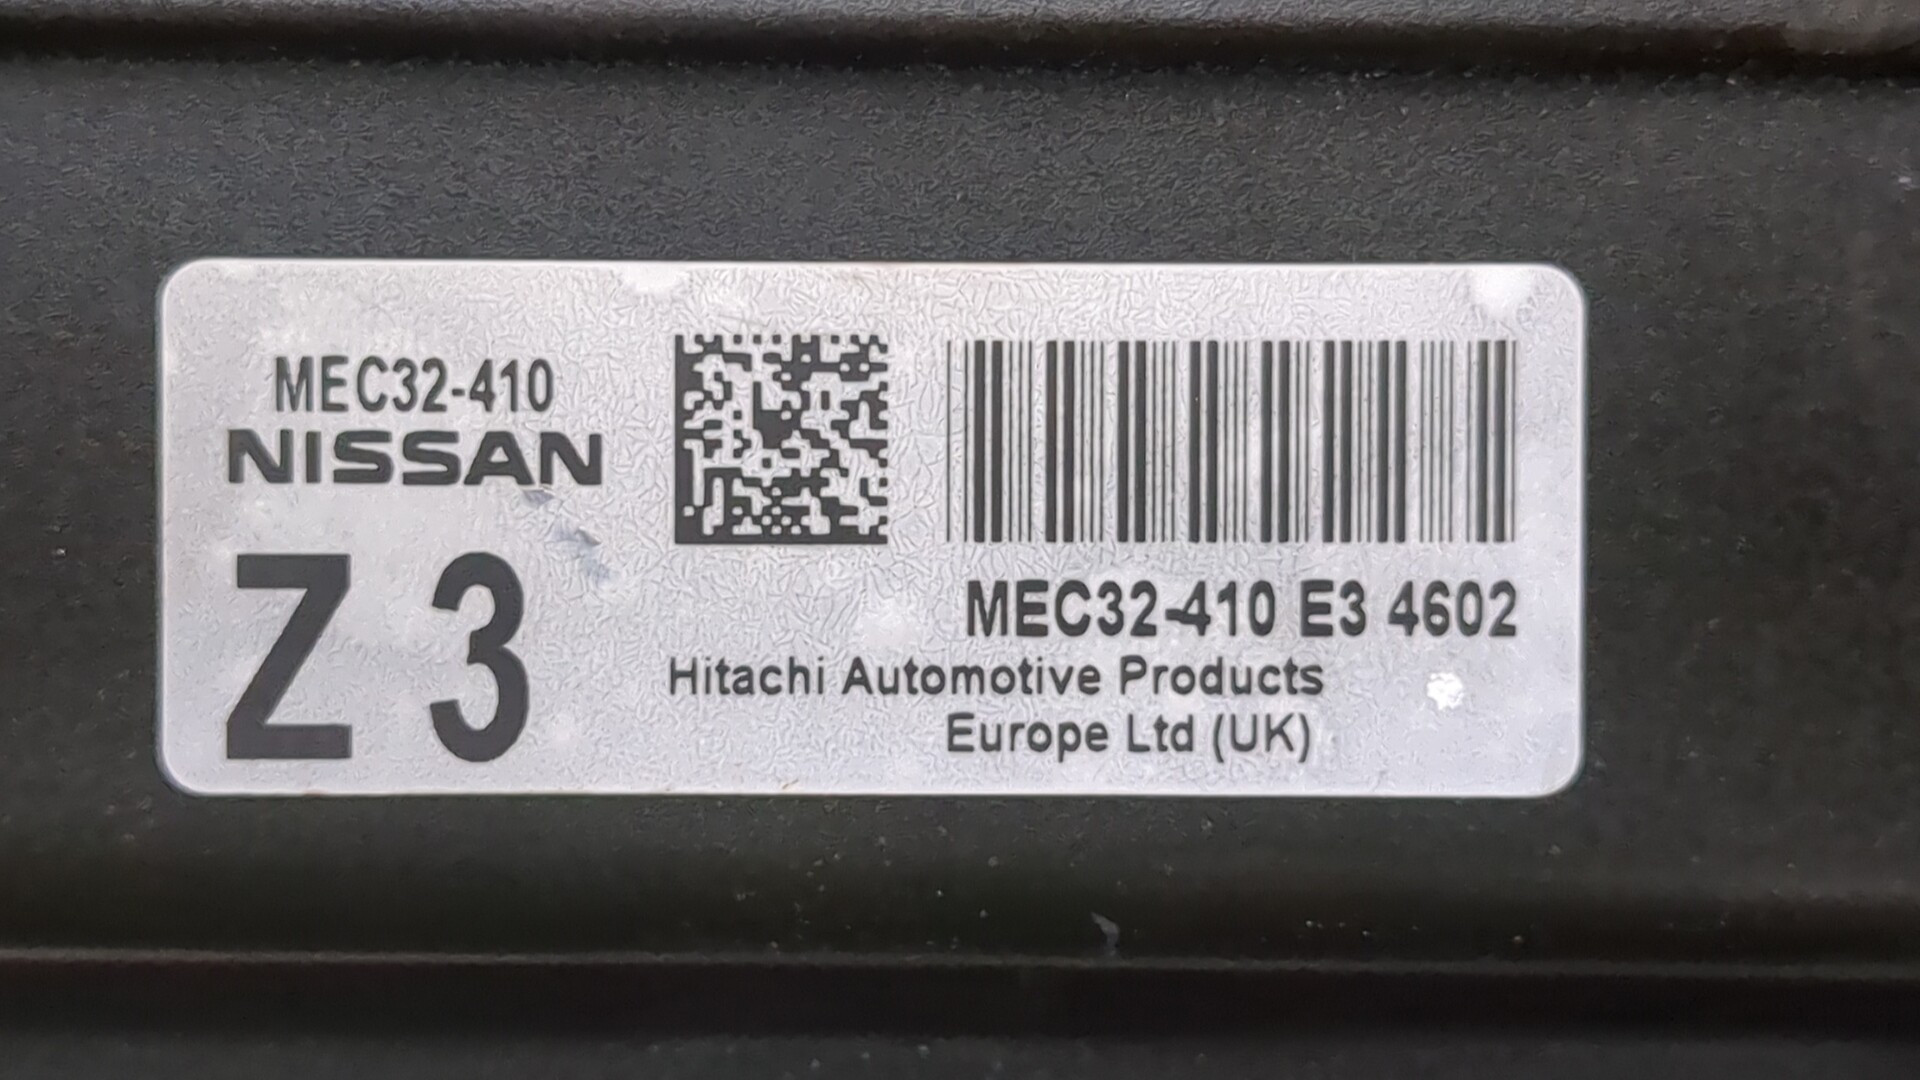 MEC32-410
NISSAN
Z 3
MEC32-410 E3 4602
Hitachi Automotive Products
Europe Ltd (UK)